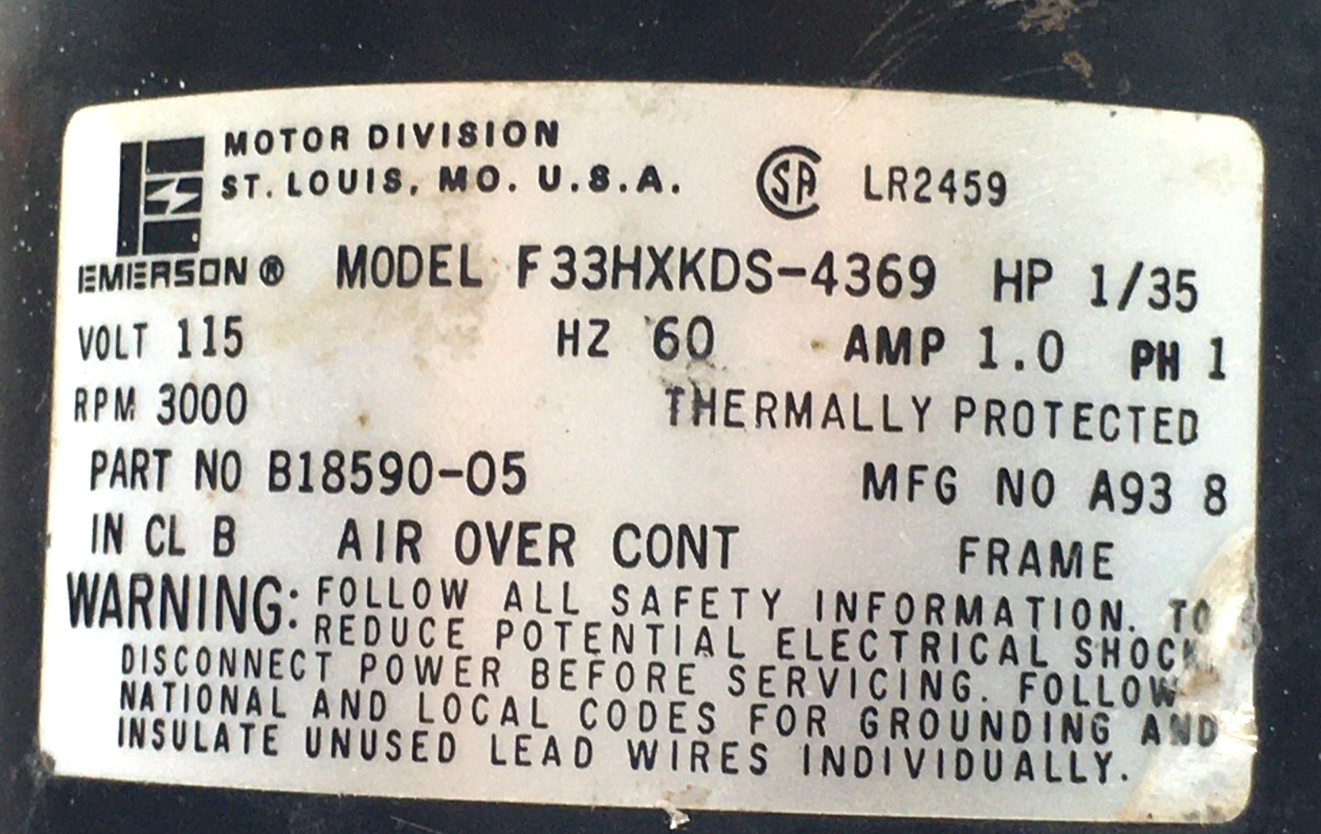 MOTOR DIVISION
ST. LOUIS, MO. U.S.A.
SA LR2459
EMERSON ® MODEL F33HXKDS-4369 HP 1/35
VOLT 115 HZ 60 AMP 1.0 PH 1
RPM 3000 THERMALLY PROTECTED
PART NO B18590-05 MFG NO A93 8
IN CL B AIR OVER CONT FRAME
WARNING: FOLLOW ALL SAFETY INFORMATION. TO
REDUCE POTENTIAL ELECTRICAL SHOCK,
DISCONNECT POWER BEFORE SERVICING. FOLLOW
NATIONAL AND LOCAL CODES FOR GROUNDING AND
INSULATE UNUSED LEAD WIRES INDIVIDUALLY.